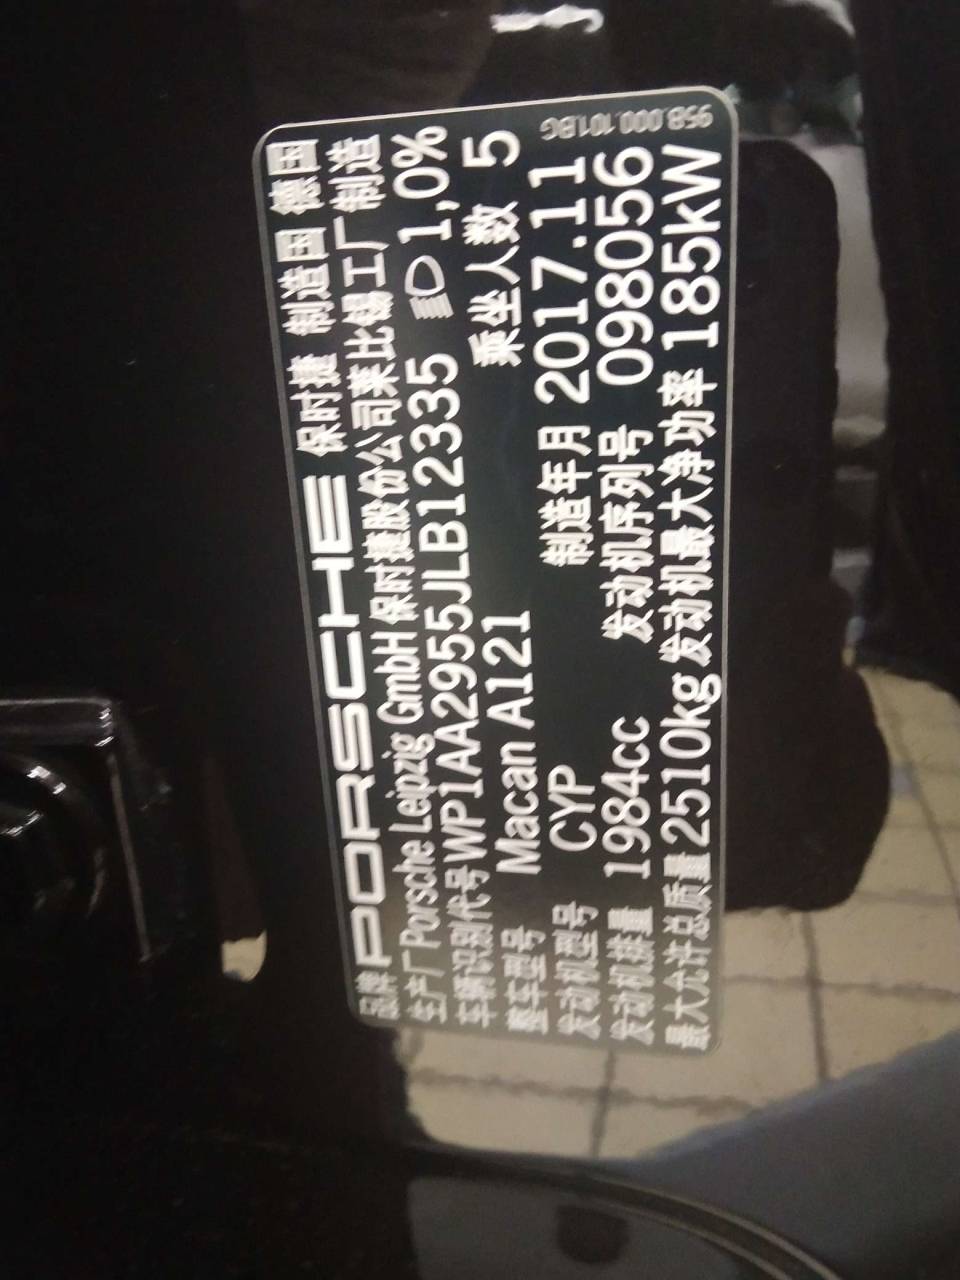 品牌 PORSCHE 保时捷 制造国 德国
生产厂 Porsche Leipzig GmbH 保时捷股份公司莱比锡工厂制造
车辆识别代号 WP1AA2955JLB12335 1,0%
整车型号 Macan A121 乘坐人数 5
发动机型号 CYP 制造年月 2017.11
发动机排量 1984cc 发动机序列号 098056
最大允许总质量 2510kg 发动机最大净功率 185kW
95B.000.101.BG